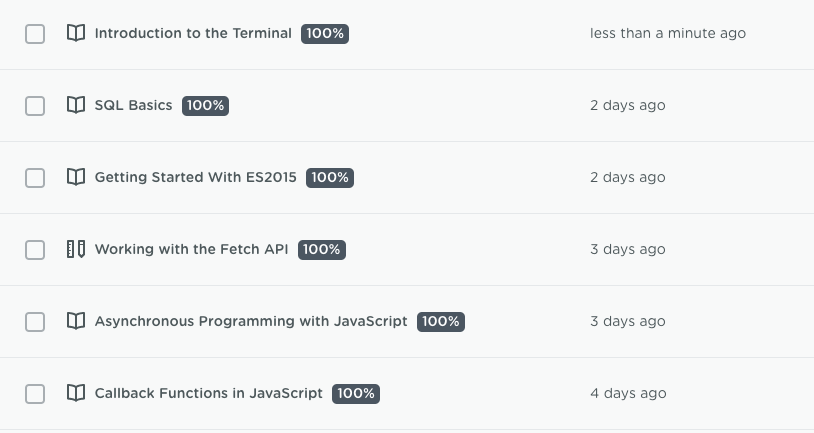 Introduction to the Terminal 100% less than a minute ago
SQL Basics 100% 2 days ago
Getting Started With ES2015 100% 2 days ago
Working with the Fetch API 100% 3 days ago
Asynchronous Programming with JavaScript 100% 3 days ago
Callback Functions in JavaScript 100% 4 days ago